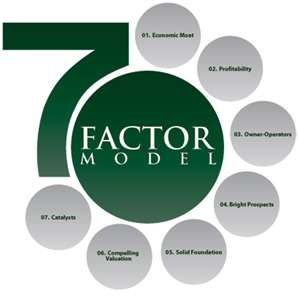 7
FACTOR
MODEL
01. Economic Moat
02. Profitability
03. Owner-Operators
04. Bright Prospects
05. Solid Foundation
06. Compelling
Valuation
07. Catalysts